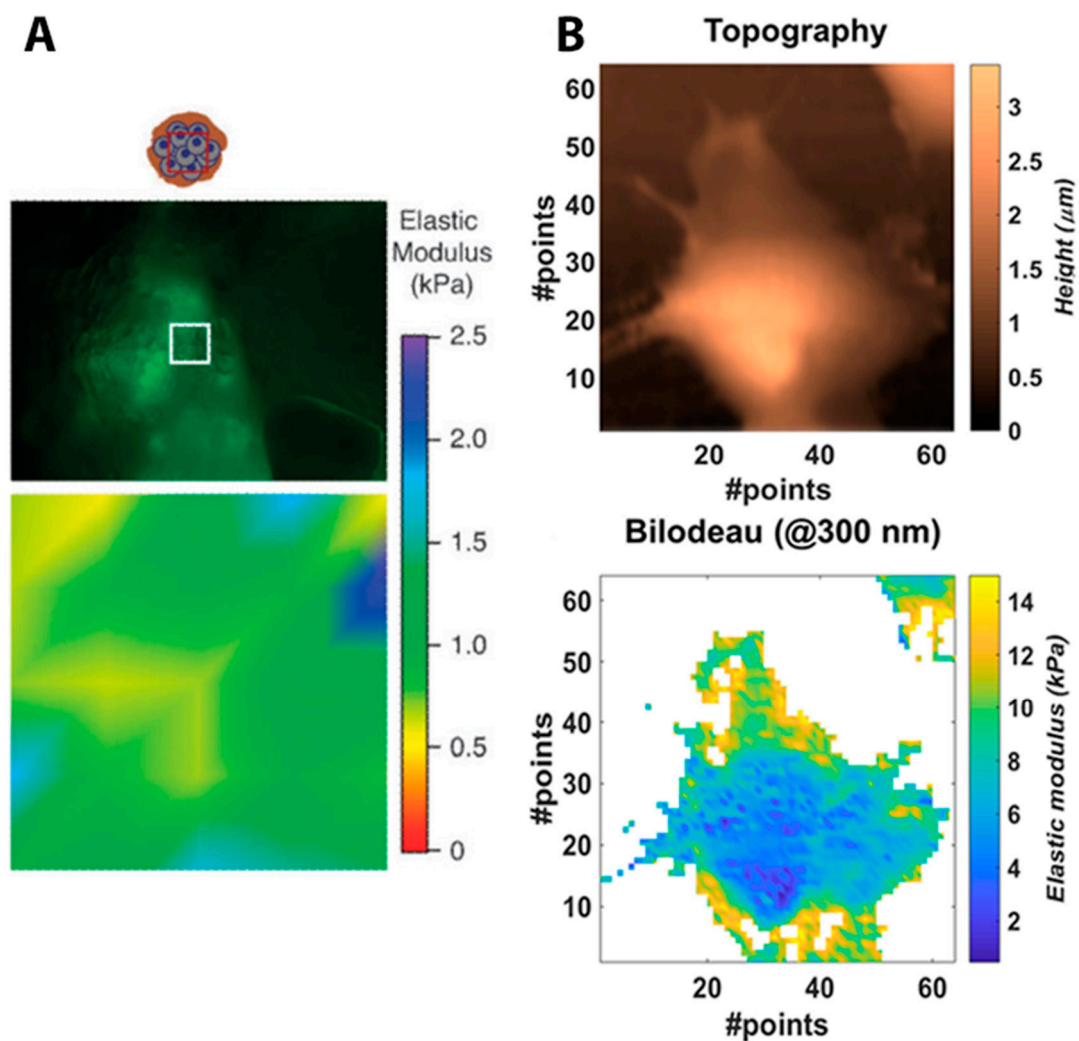 A
Elastic
Modulus
(kPa)
2.5
2.0
1.5
1.0
0.5
0
B
Topography
60
50
40
30
20
10
#points
20 40 60
#points
3
2.5
2
1.5
1
0.5
0
Height (μm)
Bilodeau (@300 nm)
60
50
40
30
20
10
#points
20 40 60
#points
14
12
10
8
6
4
2
Elastic modulus (kPa)